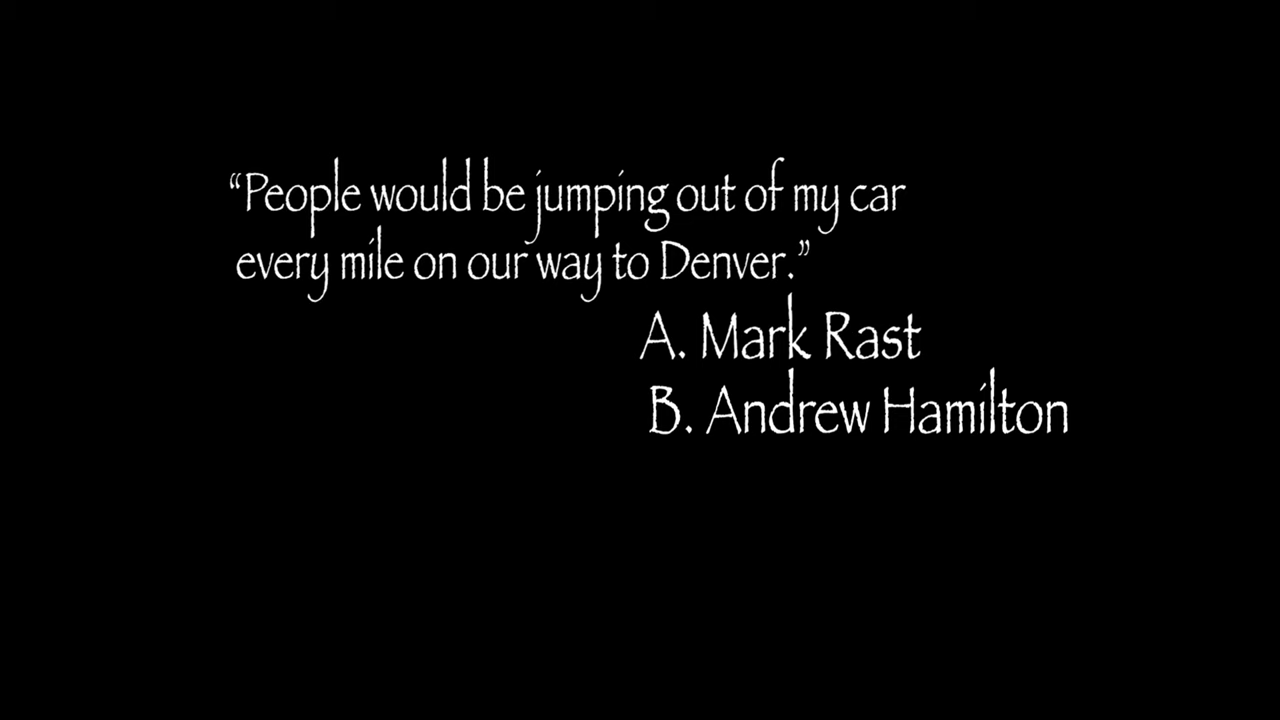 “People would be jumping out of my car
every mile on our way to Denver.”
A. Mark Rast
B. Andrew Hamilton